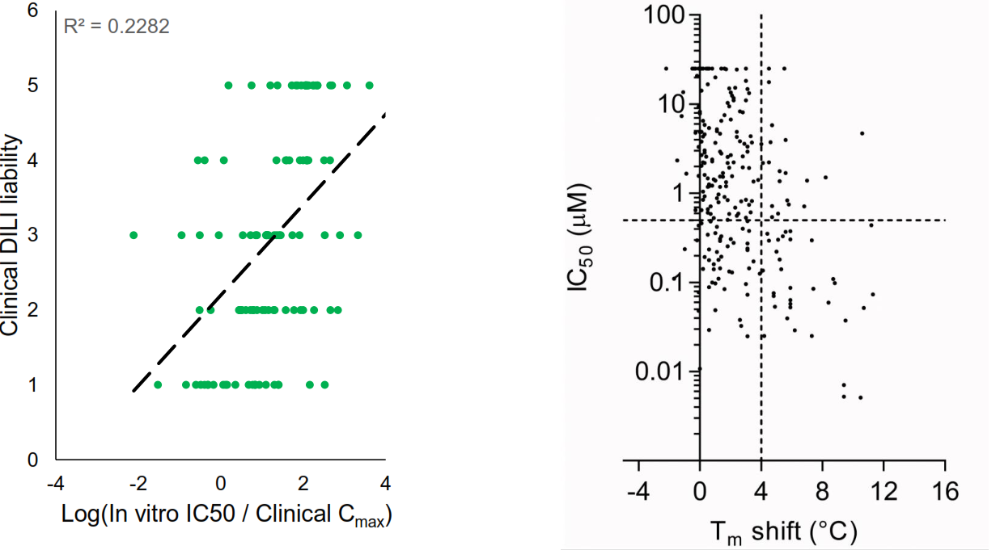 R² = 0.2282
6
5
4
3
2
1
0
-4 -2 0 2 4
Clinical DILI liability
Log(In vitro IC50 / Clinical Cmax)
100
10
1
0.1
0.01
-4 0 4 8 12 16
IC50 (μM)
Tm shift (°C)